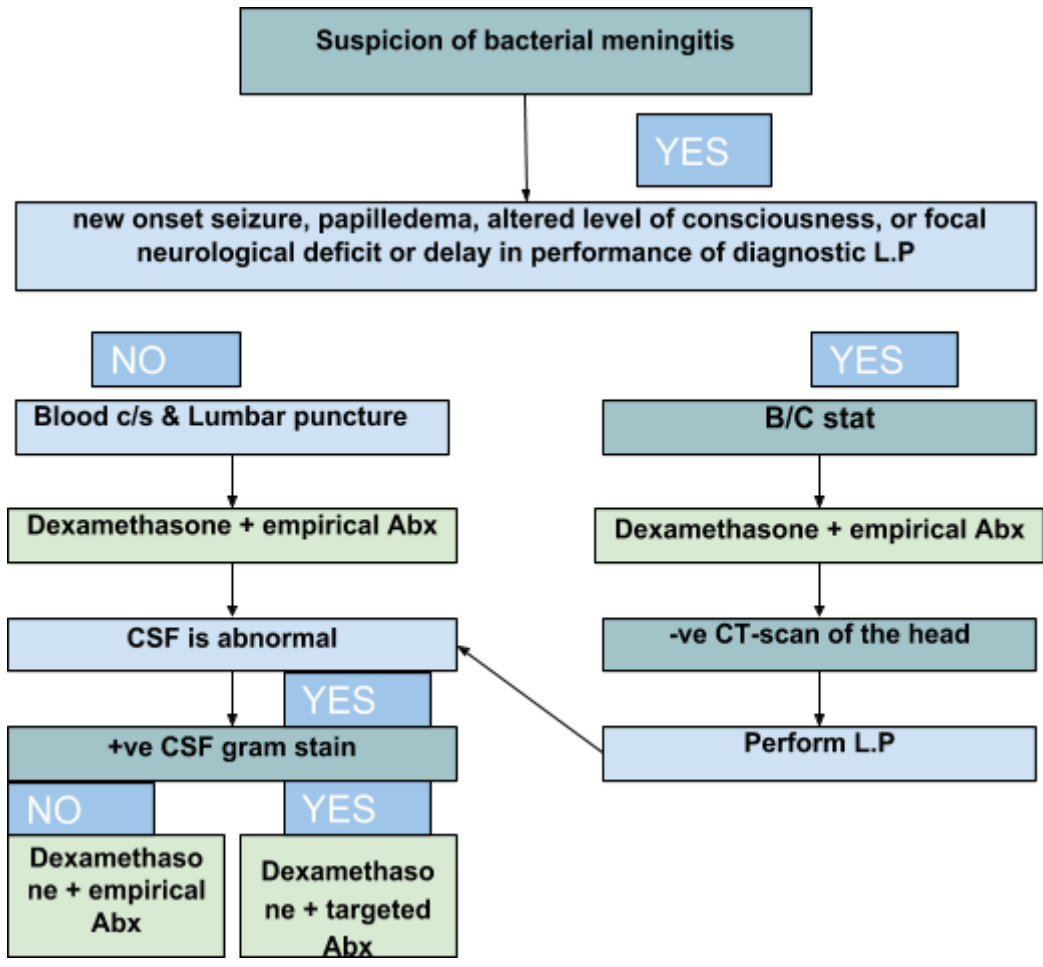 Suspicion of bacterial meningitis
YES
new onset seizure, papilledema, altered level of consciousness, or focal
neurological deficit or delay in performance of diagnostic L.P
NO
YES
Blood c/s & Lumbar puncture
B/C stat
Dexamethasone + empirical Abx
Dexamethasone + empirical Abx
CSF is abnormal
-ve CT-scan of the head
YES
+ve CSF gram stain
Perform L.P
NO
YES
Dexamethaso
ne + empirical
Abx
Dexamethaso
ne + targeted
Abx